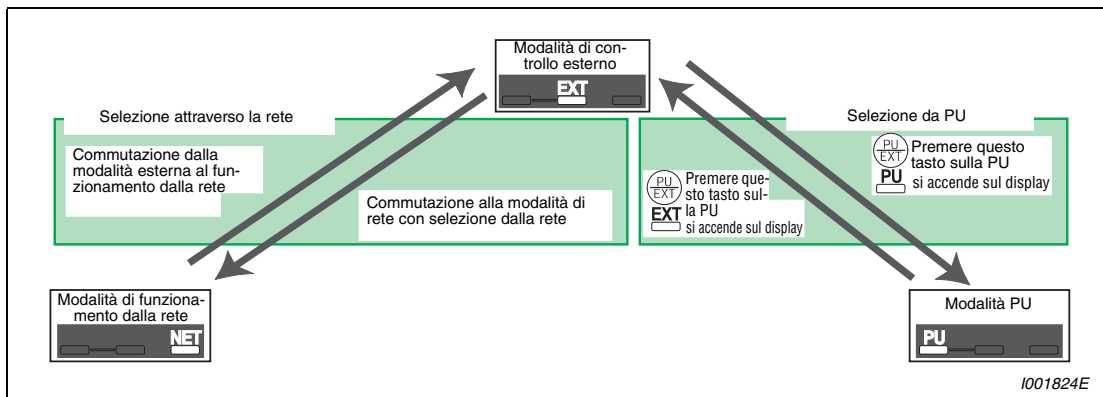 Modalità di con-
trollo esterno
EXT
Selezione attraverso la rete
Commutazione dalla
modalità esterna al fun-
zionamento dalla rete
Commutazione alla modalità di
rete con selezione dalla rete
Selezione da PU
PU
EXT
Premere questo
tasto sulla PU
PU
si accende sul display
PU
EXT
Premere que-
sto tasto sul-
la PU
EXT
si accende sul display
Modalità di funziona-
mento dalla rete
NET
Modalità PU
PU
I001824E